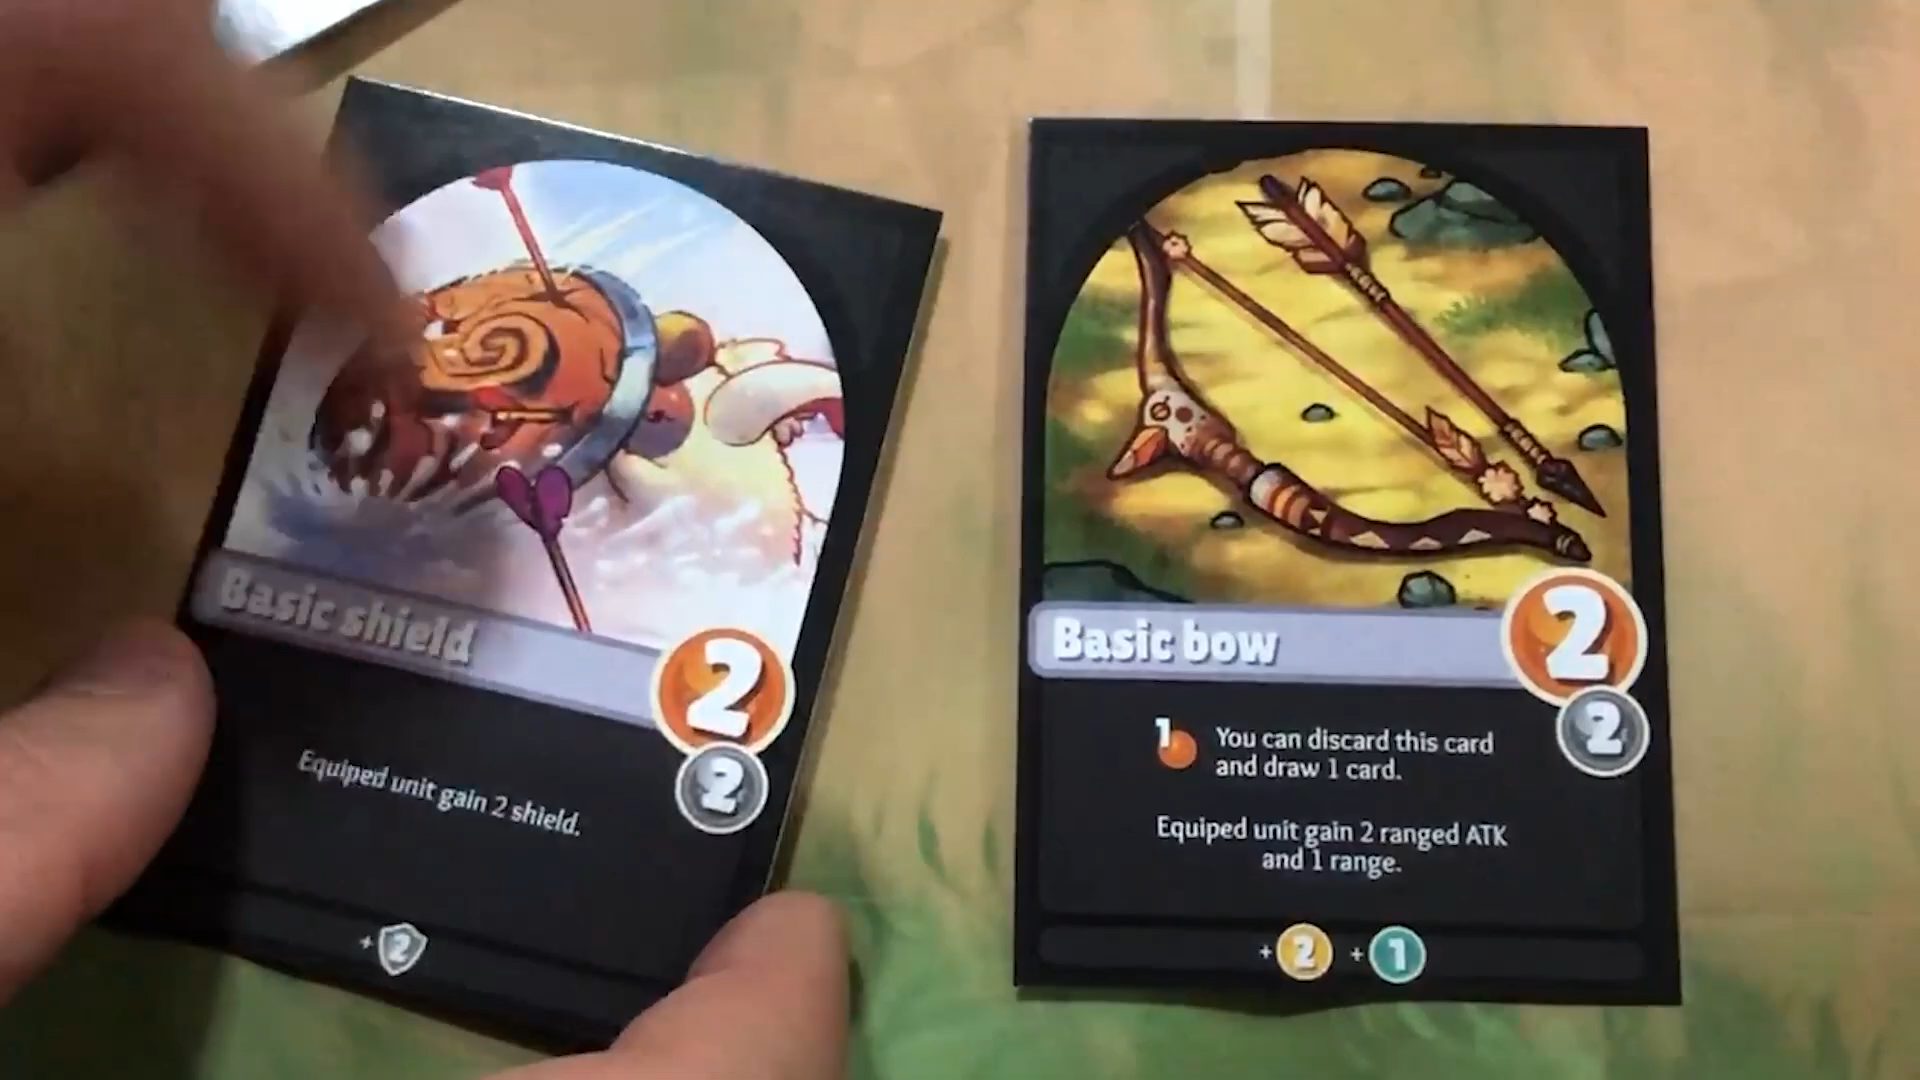 Basic shield
2
2
Equiped unit gain 2 shield.
+ 2
Basic bow
2
2
1 You can discard this card
and draw 1 card.
Equiped unit gain 2 ranged ATK
and 1 range.
+ 2 + 1